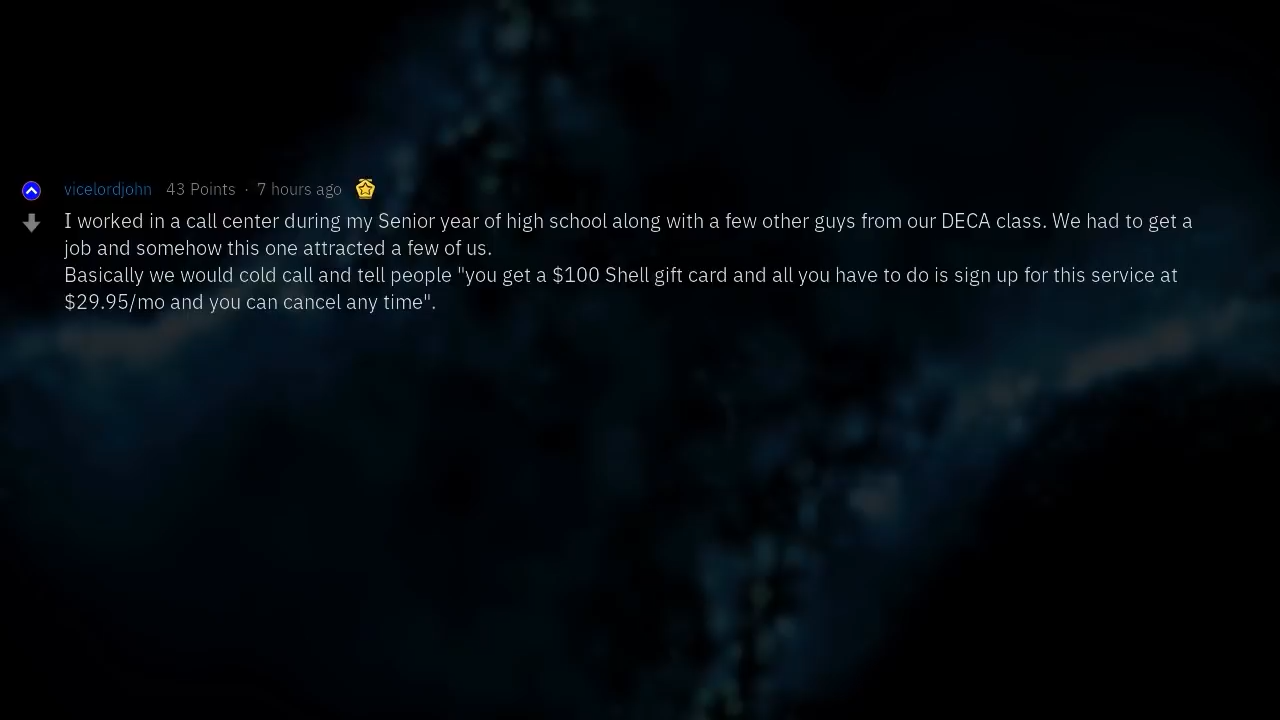 vicelordjohn 43 Points · 7 hours ago
I worked in a call center during my Senior year of high school along with a few other guys from our DECA class. We had to get a
job and somehow this one attracted a few of us.
Basically we would cold call and tell people "you get a $100 Shell gift card and all you have to do is sign up for this service at
$29.95/mo and you can cancel any time".